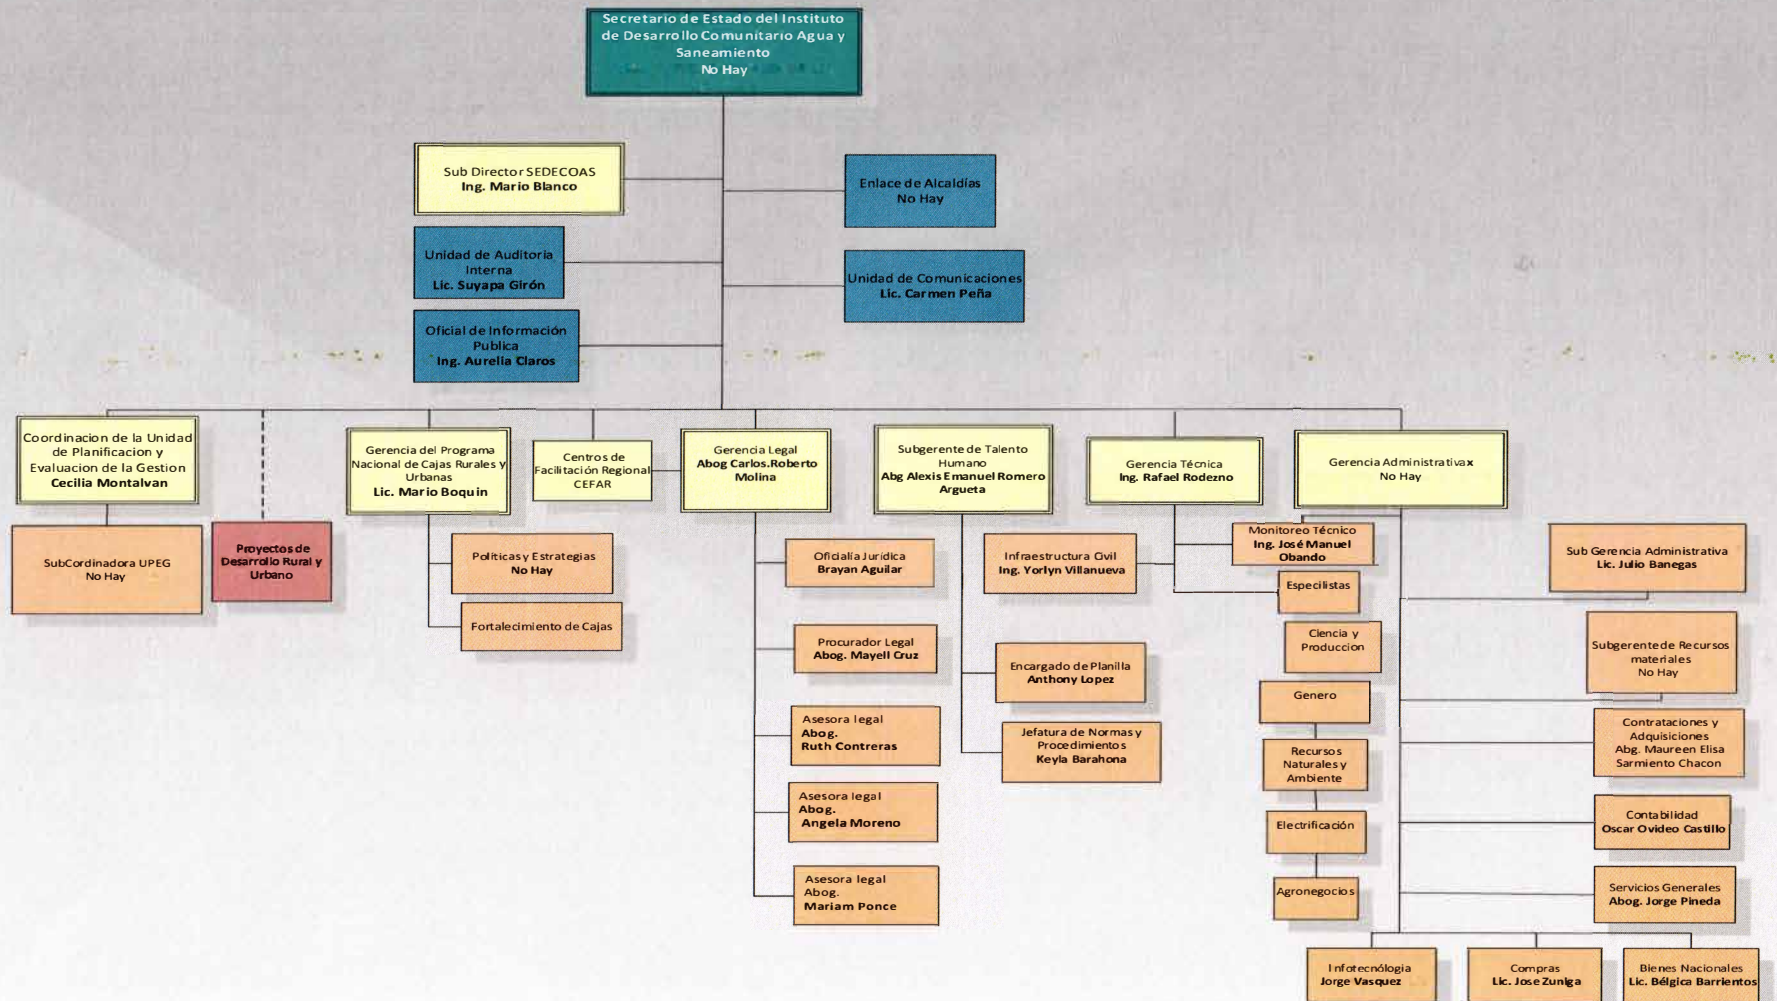 Secretario de Estado del Instituto
de Desarrollo Comunitario Agua y
Saneamiento
No Hay
Sub Director SEDECOAS
Ing. Mario Blanco
Enlace de Alcaldías
No Hay
Unidad de Auditoria
Interna
Lic. Suyapa Girón
Unidad de Comunicaciones
Lic. Carmen Peña
Oficial de Información
Publica
Ing. Aurelia Claros
Coordinacion de la Unidad
de Planificacion y
Evaluacion de la Gestion
Cecilia Montalvan
Gerencia del Programa
Nacional de Cajas Rurales y
Urbanas
Lic. Mario Boquin
Centros de
Facilitación Regional
CEFAR
Gerencia Legal
Abog Carlos.Roberto
Molina
Subgerente de Talento
Humano
Abg Alexis Emanuel Romero
Argueta
Gerencia Técnica
Ing. Rafael Rodezno
Gerencia Administrativax
No Hay
SubCordinadora UPEG
No Hay
Proyectos de
Desarrollo Rural y
Urbano
Politicas y Estrategias
No Hay
Fortalecimiento de Cajas
Oficialía Jurídica
Brayan Aguilar
Procurador Legal
Abog. Mayell Cruz
Asesora legal
Abog.
Ruth Contreras
Asesora legal
Abog.
Angela Moreno
Asesora legal
Abog.
Mariam Ponce
Infraestructura Civil
Ing. Yorlyn Villanueva
Encargado de Planilla
Anthony Lopez
Jefatura de Normas y
Procedimientos
Keyla Barahona
Monitoreo Técnico
Ing. José Manuel
Obando
Especilistas
Ciencia y
Produccion
Genero
Recursos
Naturales y
Ambiente
Electrificación
Agronegocios
Sub Gerencia Administrativa
Lic. Julio Banegas
Subgerente de Recursos
materiales
No Hay
Contrataciones y
Adquisiciones
Abg. Maureen Elisa
Sarmiento Chacon
Contabilidad
Oscar Ovideo Castillo
Servicios Generales
Abog. Jorge Pineda
Infotecnólogia
Jorge Vasquez
Compras
Lic. Jose Zuniga
Bienes Nacionales
Lic. Bélgica Barrientos